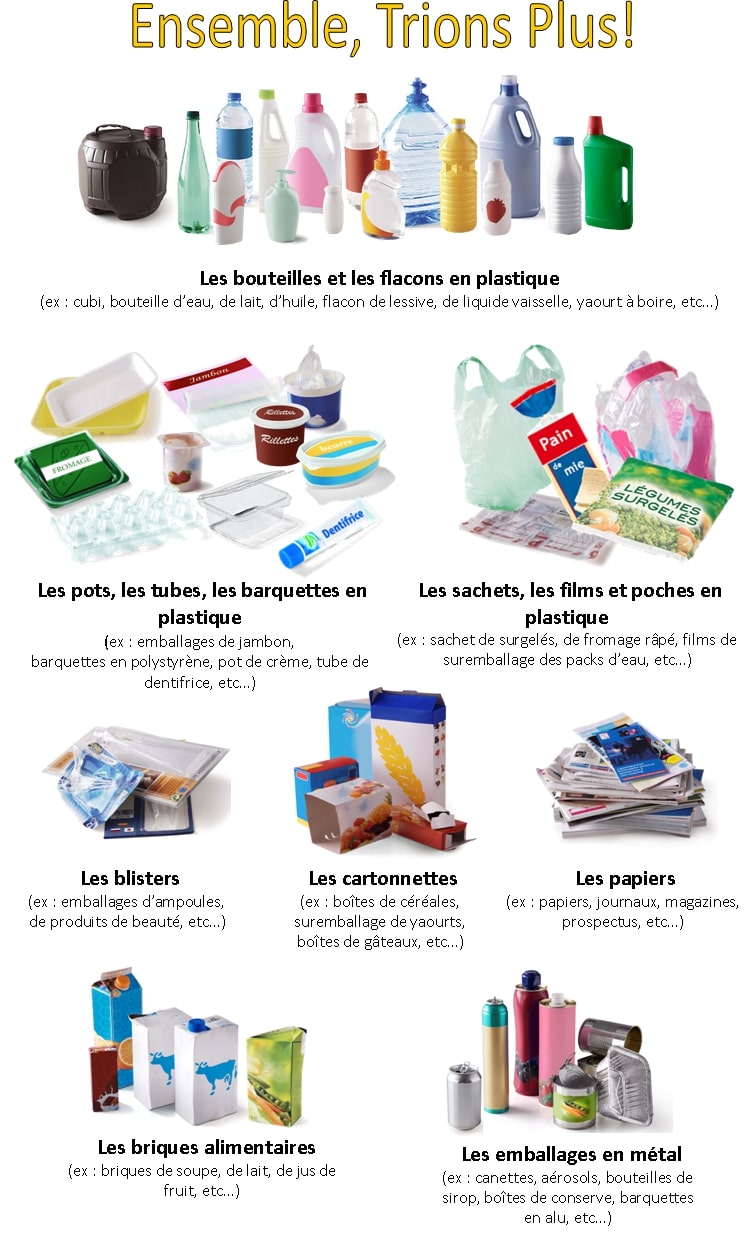 Ensemble, Trions Plus!
Les bouteilles et les flacons en plastique
(ex : cubi, bouteille d'eau, de lait, d'huile, flacon de lessive, de liquide vaisselle, yaourt à boire, etc...)
Jambon
Rillettes
Rillettes
beurre
FROMAGE
Dentifrice
Pain
de
mie
LÉGUMES
SURGELÉS
Les pots, les tubes, les barquettes en
plastique
(ex : emballages de jambon,
barquettes en polystyrène, pot de crème, tube de
dentifrice, etc...)
Les sachets, les films et poches en
plastique
(ex : sachet de surgelés, de fromage râpé, films de
suremballage des packs d'eau, etc...)
Les blisters
(ex : emballages d'ampoules,
de produits de beauté, etc...)
Les cartonnettes
(ex : boîtes de céréales,
suremballage de yaourts,
boîtes de gâteaux, etc...)
Les papiers
(ex : papiers, journaux, magazines,
prospectus, etc...)
Les briques alimentaires
(ex : briques de soupe, de lait, de jus de
fruit, etc...)
Les emballages en métal
(ex : canettes, aérosols, bouteilles de
sirop, boîtes de conserve, barquettes
en alu, etc...)